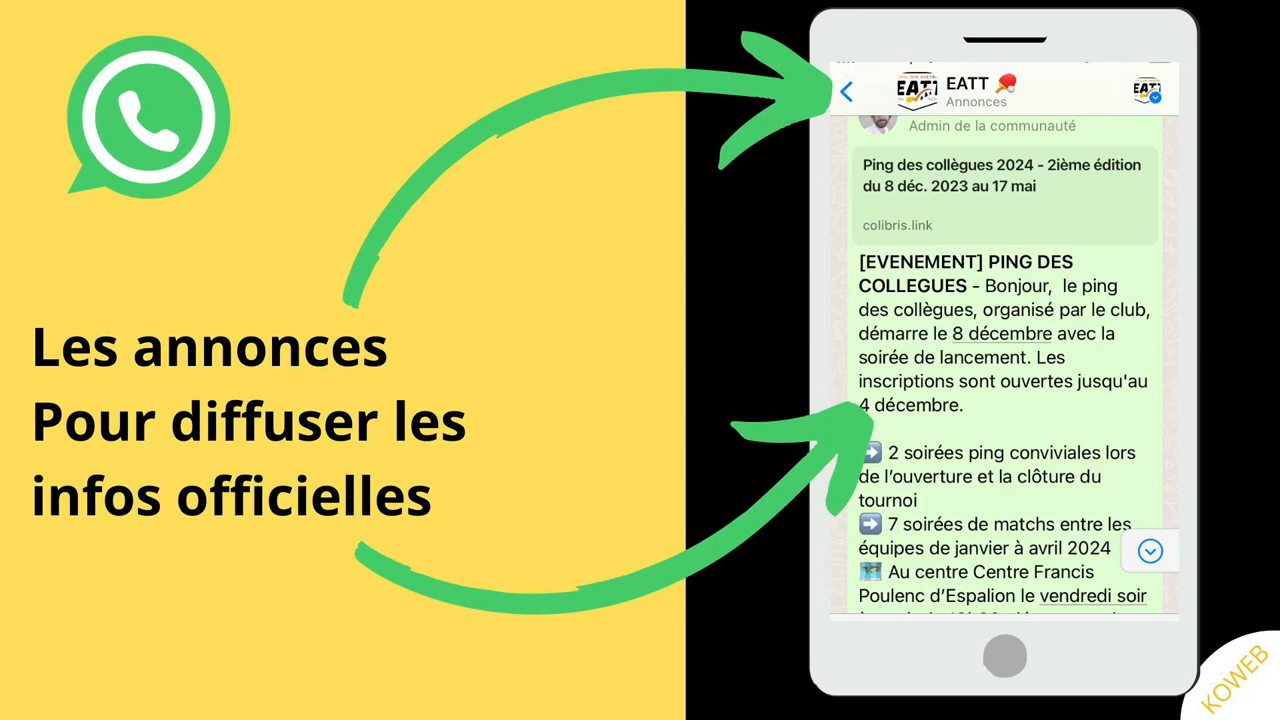 Les annonces
Pour diffuser les
infos officielles
EATT
EATT 🏓
Annonces
EATT
Admin de la communauté
Ping des collègues 2024 - 2ième édition
du 8 déc. 2023 au 17 mai
colibris.link
[EVENEMENT] PING DES
COLLEGUES - Bonjour, le ping
des collègues, organisé par le club,
démarre le 8 décembre avec la
soirée de lancement. Les
inscriptions sont ouvertes jusqu'au
4 décembre.
➡️ 2 soirées ping conviviales lors
de l’ouverture et la clôture du
tournoi
➡️ 7 soirées de matchs entre les
équipes de janvier à avril 2024
🗾 Au centre Centre Francis
Poulenc d’Espalion le vendredi soir
KOWEB